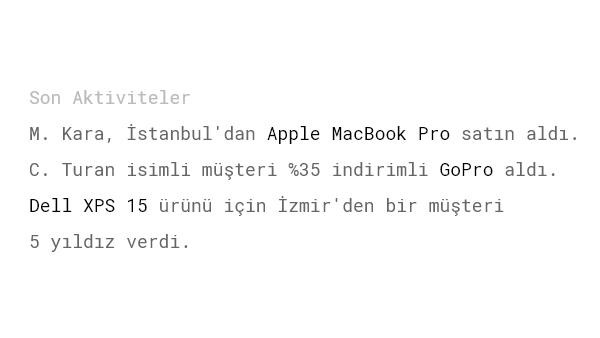 Son Aktiviteler
M. Kara, İstanbul'dan Apple MacBook Pro satın aldı.
C. Turan isimli müşteri %35 indirimli GoPro aldı.
Dell XPS 15 ürünü için İzmir'den bir müşteri
5 yıldız verdi.